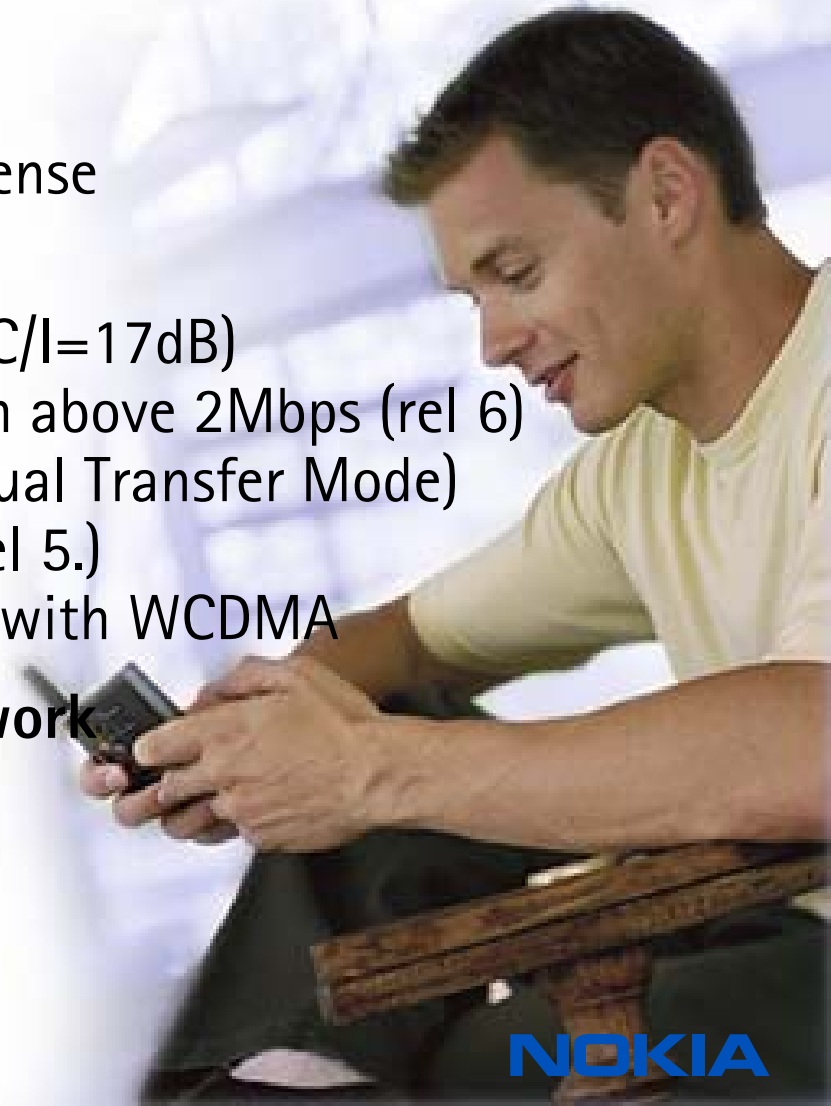 ense
C/I=17dB)
n above 2Mbps (rel 6)
ual Transfer Mode)
el 5.)
with WCDMA
work
NOKIA